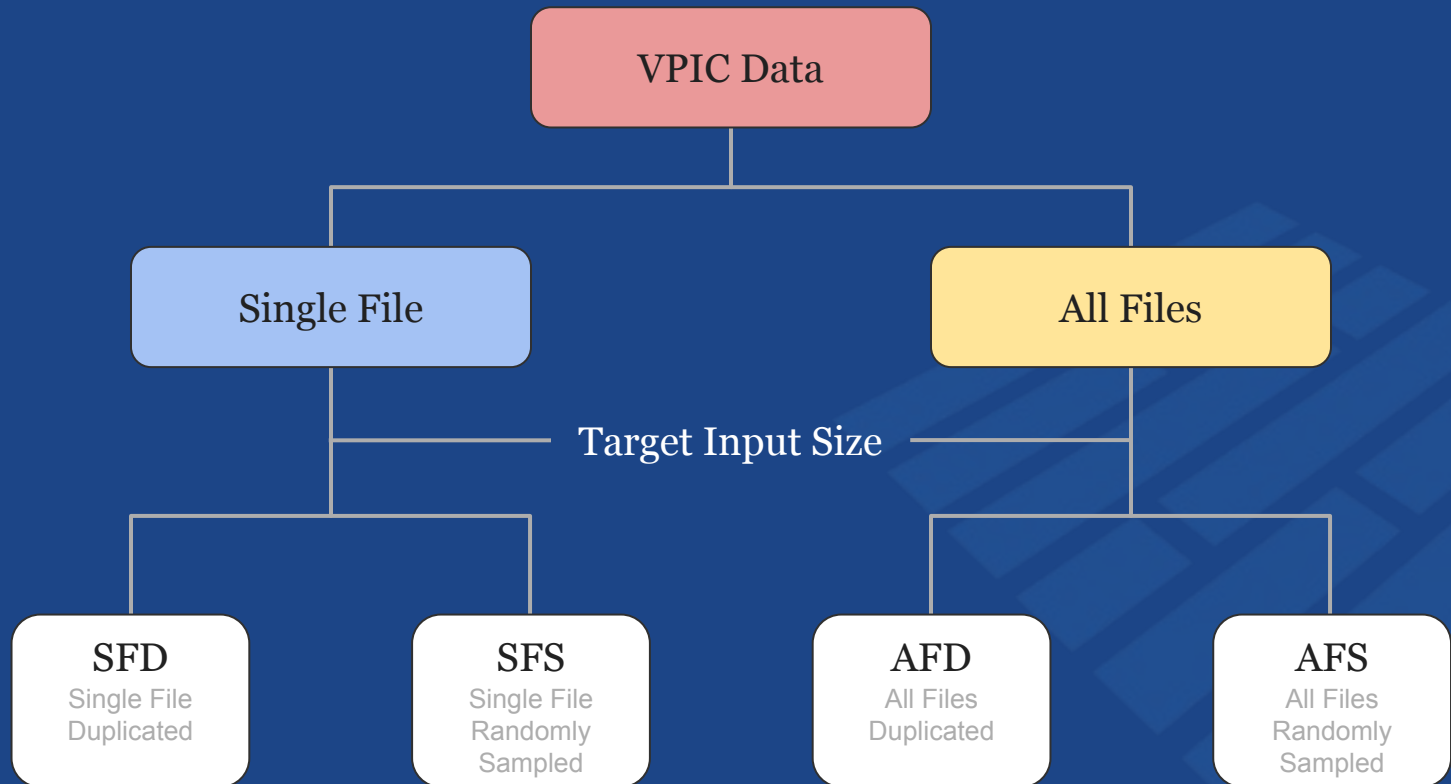 VPIC Data
Single File
All Files
Target Input Size
SFD
Single File
Duplicated
SFS
Single File
Randomly
Sampled
AFD
All Files
Duplicated
AFS
All Files
Randomly
Sampled